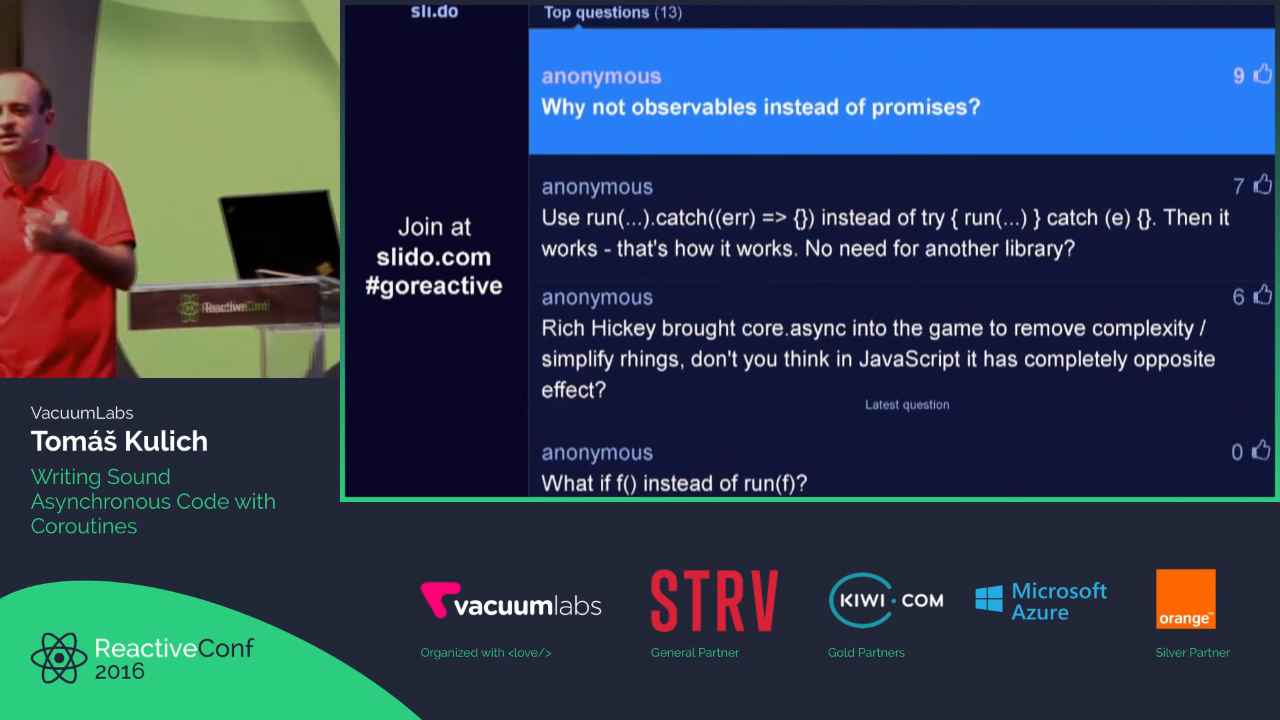 sli.do
Top questions (13)
anonymous
9
Why not observables instead of promises?
anonymous
7
Use run(...).catch((err) => {}) instead of try { run(...) } catch (e) {}. Then it
works - that's how it works. No need for another library?
anonymous
6
Rich Hickey brought core.async into the game to remove complexity /
simplify rhings, don't you think in JavaScript it has completely opposite
effect?
Latest question
anonymous
0
What if f() instead of run(f)?
Join at
slido.com
#goreactive
ReactiveConf
VacuumLabs
Tomáš Kulich
Writing Sound
Asynchronous Code with
Coroutines
ReactiveConf
2016
vacuumlabs
Organized with <love/>
STRV
General Partner
KIWI.COM
Gold Partners
Microsoft
Azure
orange™
Silver Partner